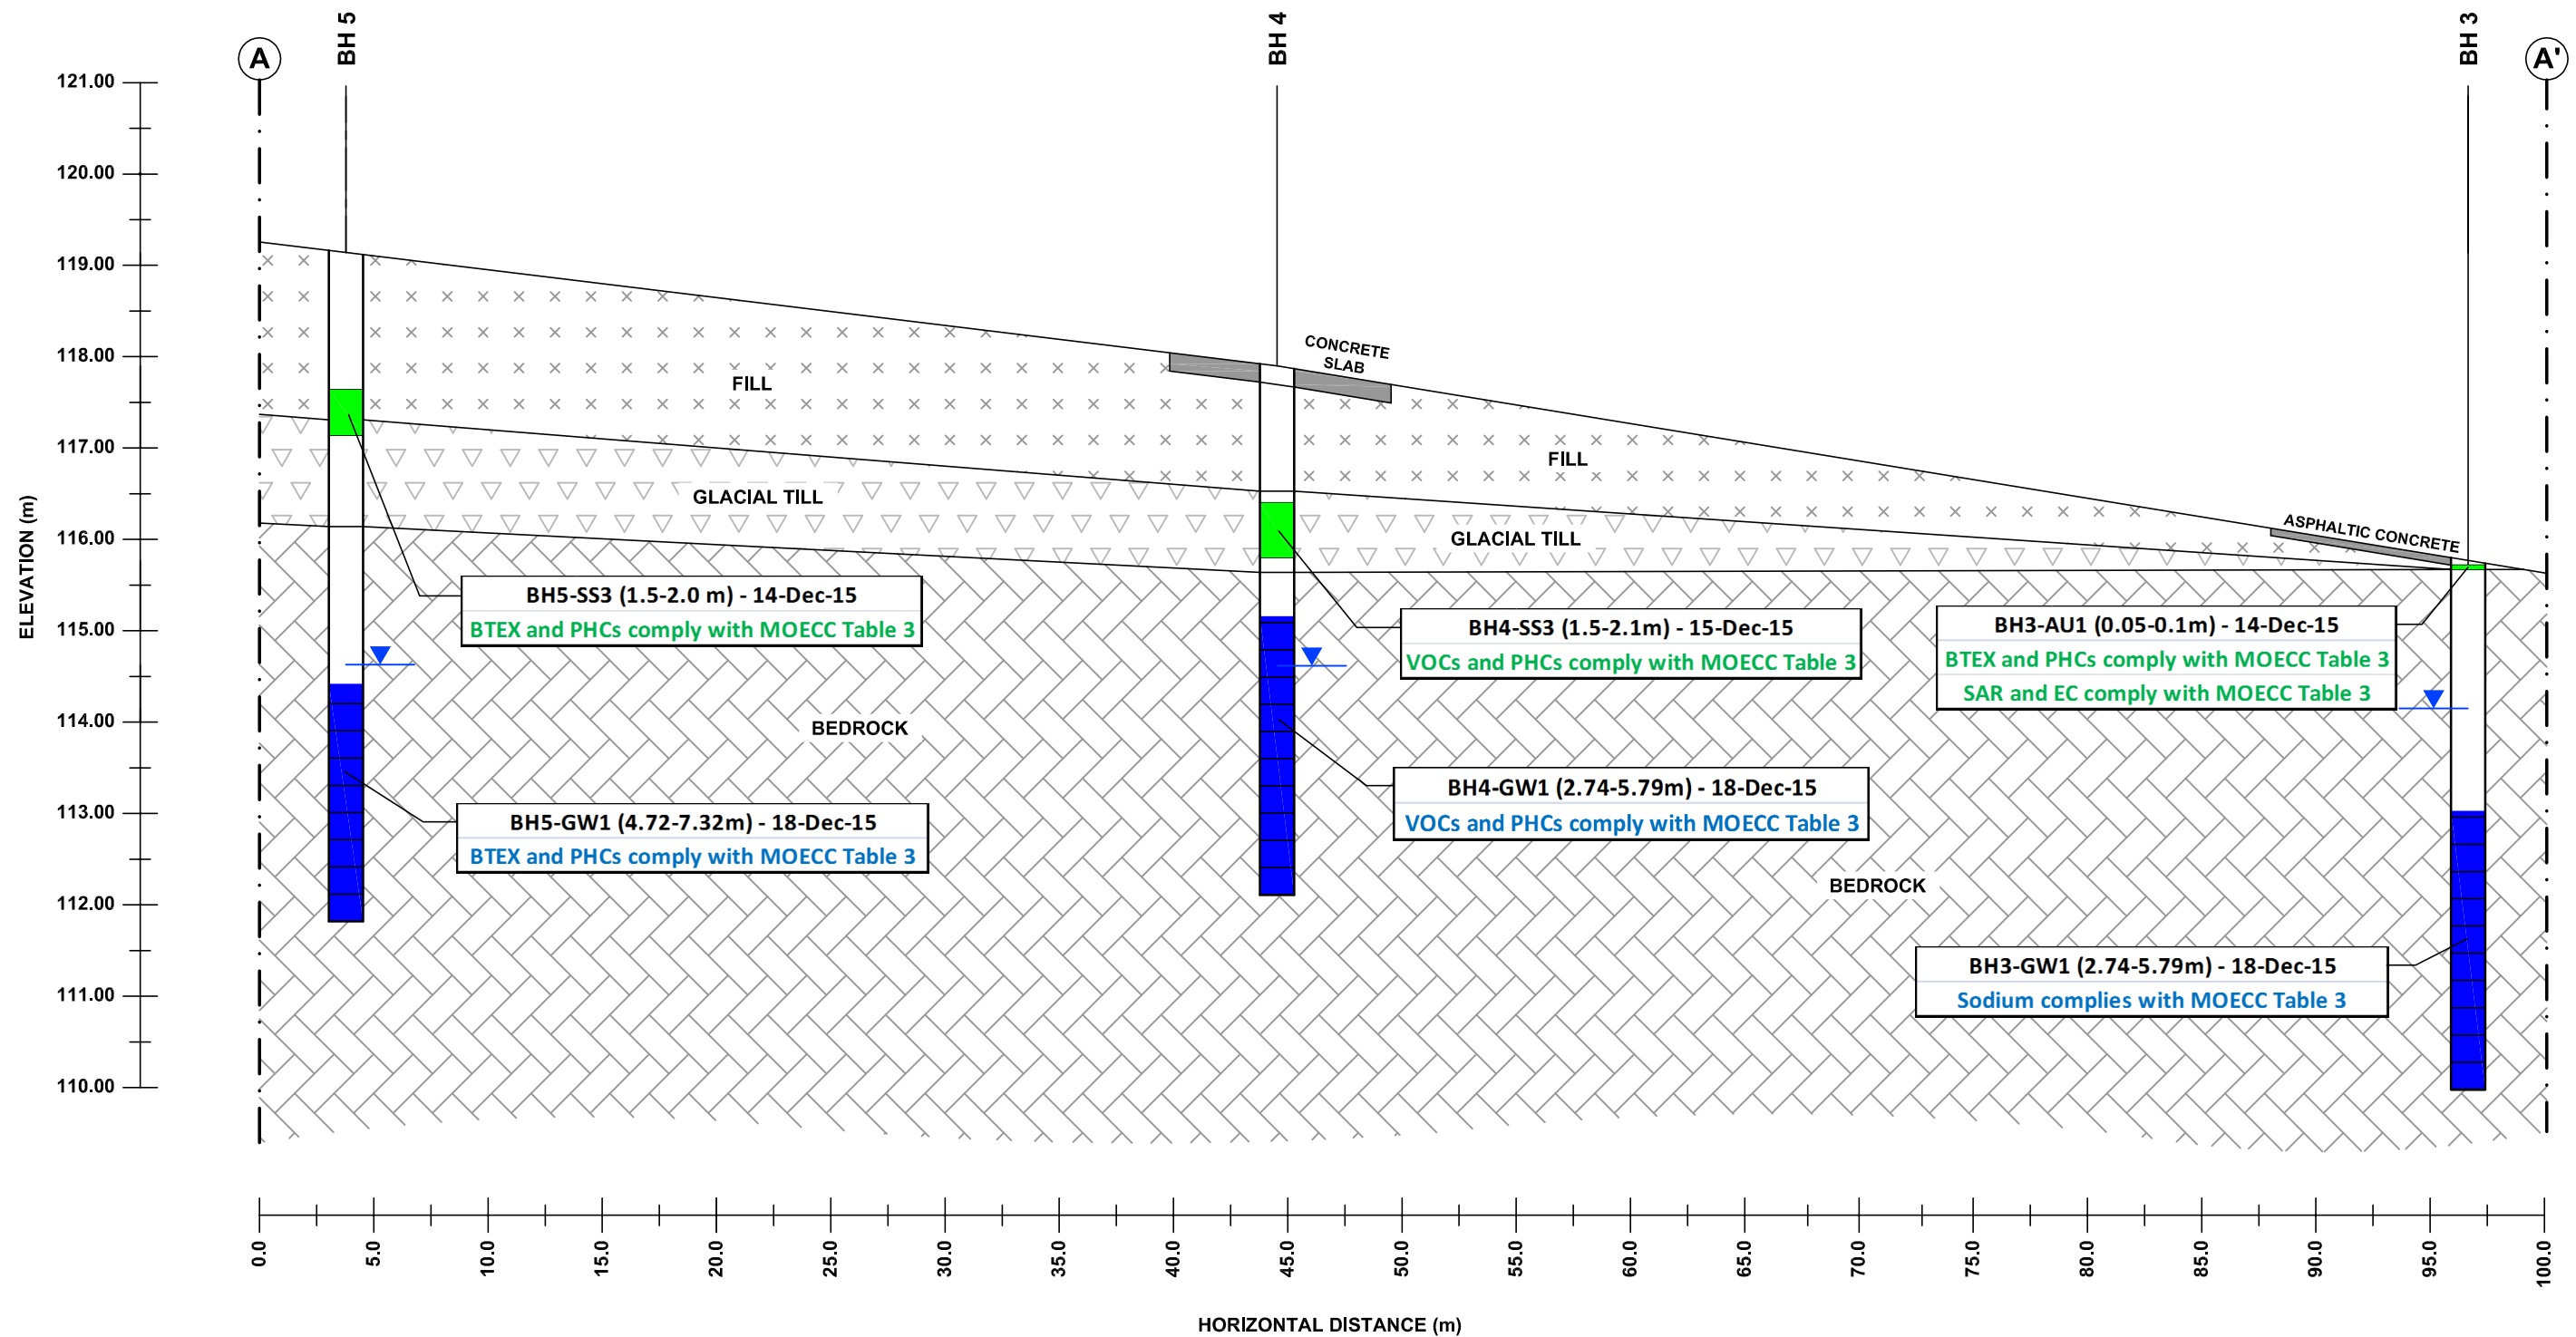 A
BH 5
BH 4
BH 3
A'
121.00
120.00
119.00
118.00
117.00
116.00
115.00
114.00
113.00
112.00
111.00
110.00
ELEVATION (m)
CONCRETE
SLAB
FILL
FILL
GLACIAL TILL
GLACIAL TILL
ASPHALTIC CONCRETE
BH5-SS3 (1.5-2.0 m) - 14-Dec-15
BTEX and PHCs comply with MOECC Table 3
BH4-SS3 (1.5-2.1m) - 15-Dec-15
VOCs and PHCs comply with MOECC Table 3
BH3-AU1 (0.05-0.1m) - 14-Dec-15
BTEX and PHCs comply with MOECC Table 3
SAR and EC comply with MOECC Table 3
BEDROCK
BH5-GW1 (4.72-7.32m) - 18-Dec-15
BTEX and PHCs comply with MOECC Table 3
BH4-GW1 (2.74-5.79m) - 18-Dec-15
VOCs and PHCs comply with MOECC Table 3
BEDROCK
BH3-GW1 (2.74-5.79m) - 18-Dec-15
Sodium complies with MOECC Table 3
0.0
5.0
10.0
15.0
20.0
25.0
30.0
35.0
40.0
45.0
50.0
55.0
60.0
65.0
70.0
75.0
80.0
85.0
90.0
95.0
100.0
HORIZONTAL DISTANCE (m)